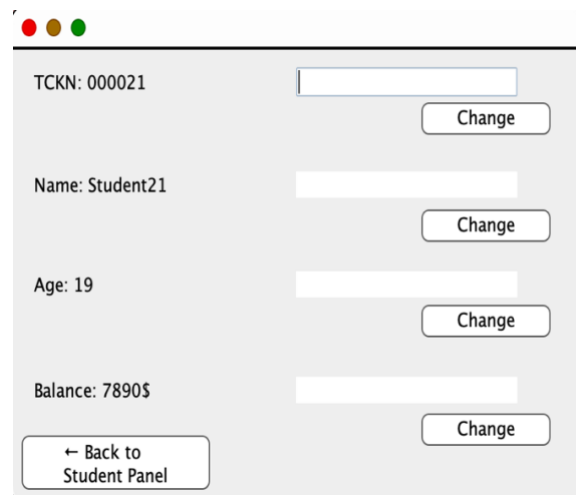 TCKN: 000021
Change
Name: Student21
Change
Age: 19
Change
Balance: 7890$
Change
← Back to
Student Panel